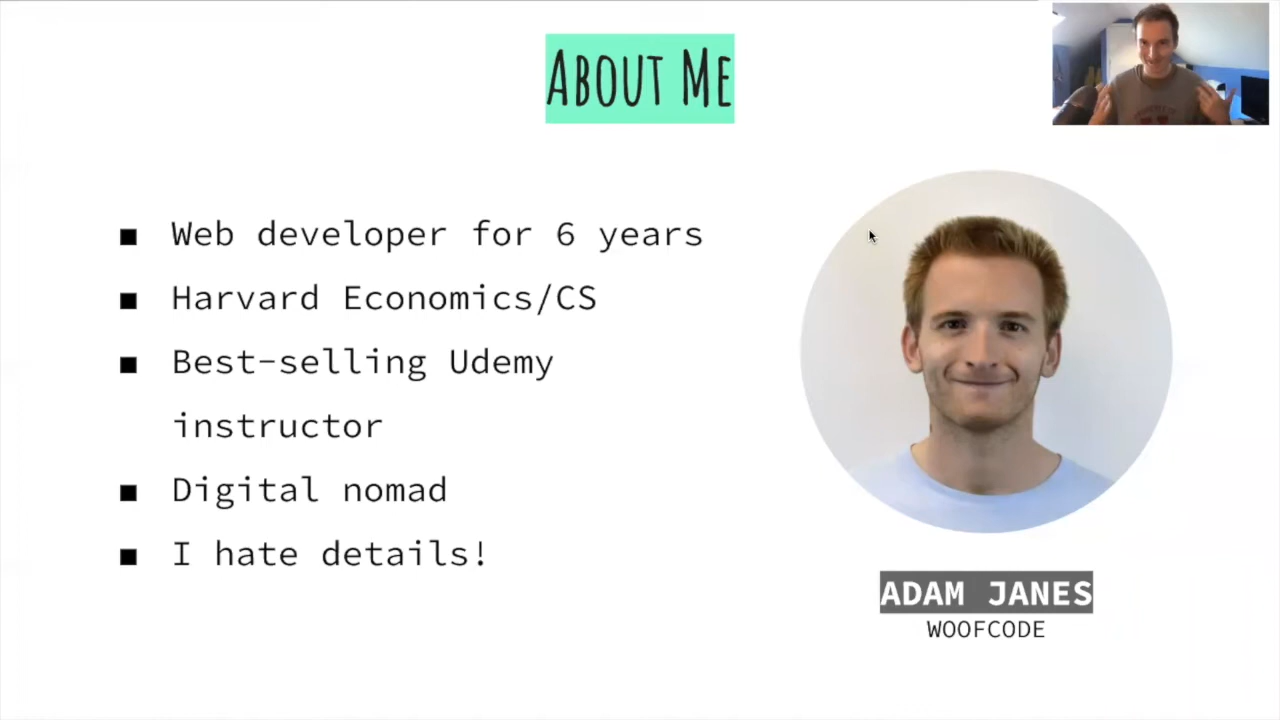 About Me
▪ Web developer for 6 years
▪ Harvard Economics/CS
▪ Best-selling Udemy
instructor
▪ Digital nomad
▪ I hate details!
ADAM JANES
WOOFCODE